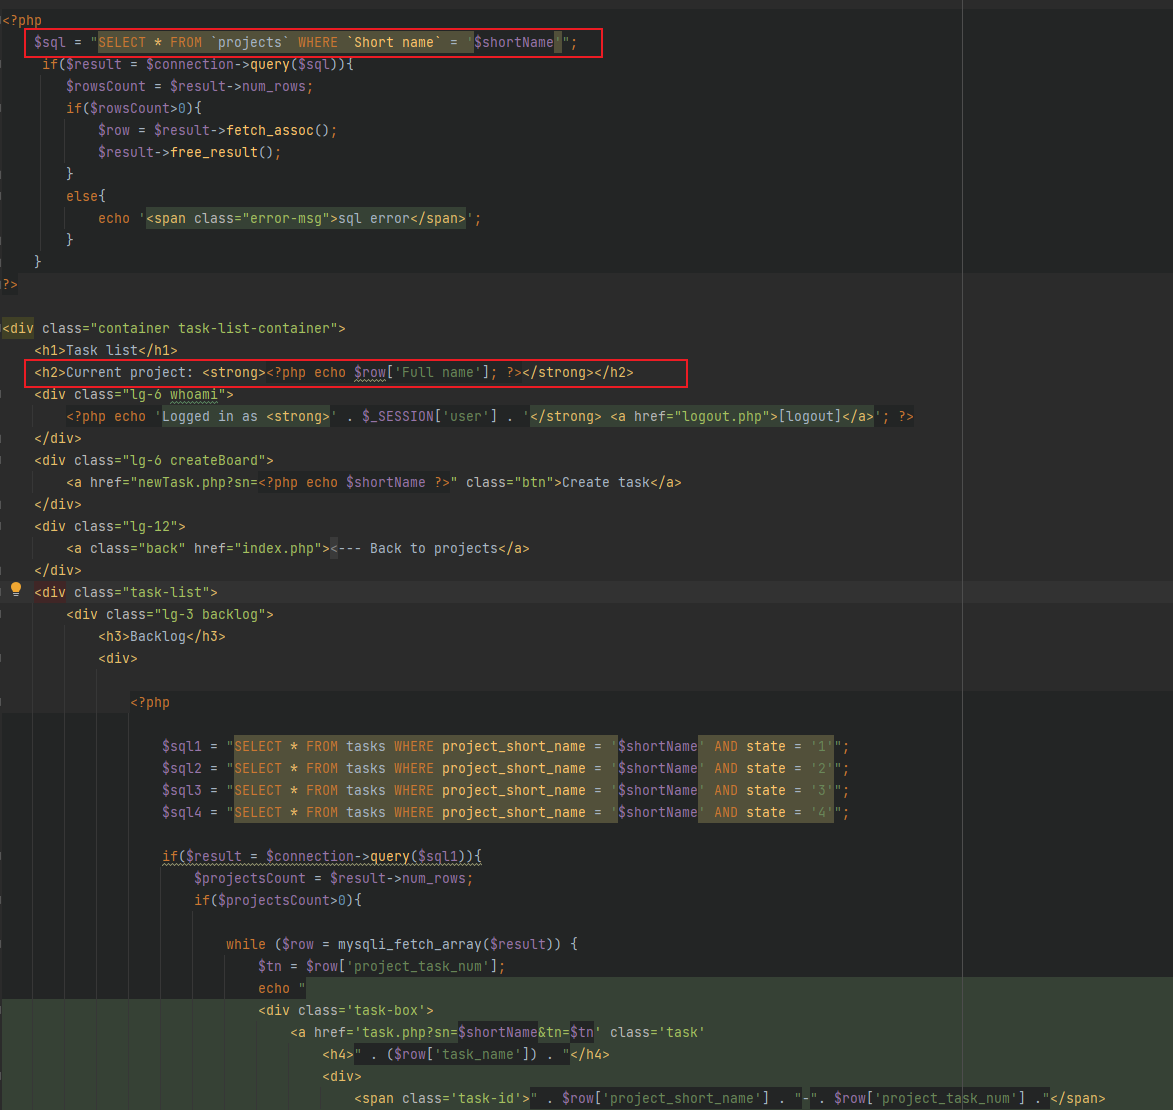 <?php
$sql = "SELECT * FROM `projects` WHERE `Short name` = '$shortName'";
if($result = $connection->query($sql)){
$rowsCount = $result->num_rows;
if($rowsCount>0){
$row = $result->fetch_assoc();
$result->free_result();
}
else{
echo '<span class="error-msg">sql error</span>';
}
}
?>
<div class="container task-list-container">
<h1>Task list</h1>
<h2>Current project: <strong><?php echo $row['Full name']; ?></strong></h2>
<div class="lg-6 whoami">
<?php echo 'Logged in as <strong>' . $_SESSION['user'] . '</strong> <a href="logout.php">[logout]</a>'; ?>
</div>
<div class="lg-6 createBoard">
<a href="newTask.php?sn=<?php echo $shortName ?>" class="btn">Create task</a>
</div>
<div class="lg-12">
<a class="back" href="index.php"><--- Back to projects</a>
</div>
<div class="task-list">
<div class="lg-3 backlog">
<h3>Backlog</h3>
<div>
<?php
$sql1 = "SELECT * FROM tasks WHERE project_short_name = '$shortName' AND state = '1'";
$sql2 = "SELECT * FROM tasks WHERE project_short_name = '$shortName' AND state = '2'";
$sql3 = "SELECT * FROM tasks WHERE project_short_name = '$shortName' AND state = '3'";
$sql4 = "SELECT * FROM tasks WHERE project_short_name = '$shortName' AND state = '4'";
if($result = $connection->query($sql1)){
$projectsCount = $result->num_rows;
if($projectsCount>0){
while ($row = mysqli_fetch_array($result)) {
$tn = $row['project_task_num'];
echo "
<div class='task-box'>
<a href='task.php?sn=$shortName&tn=$tn' class='task'
<h4>" . ($row['task_name']) . "</h4>
<div>
<span class='task-id'>" . $row['project_short_name'] . "-". $row['project_task_num'] ."</span>